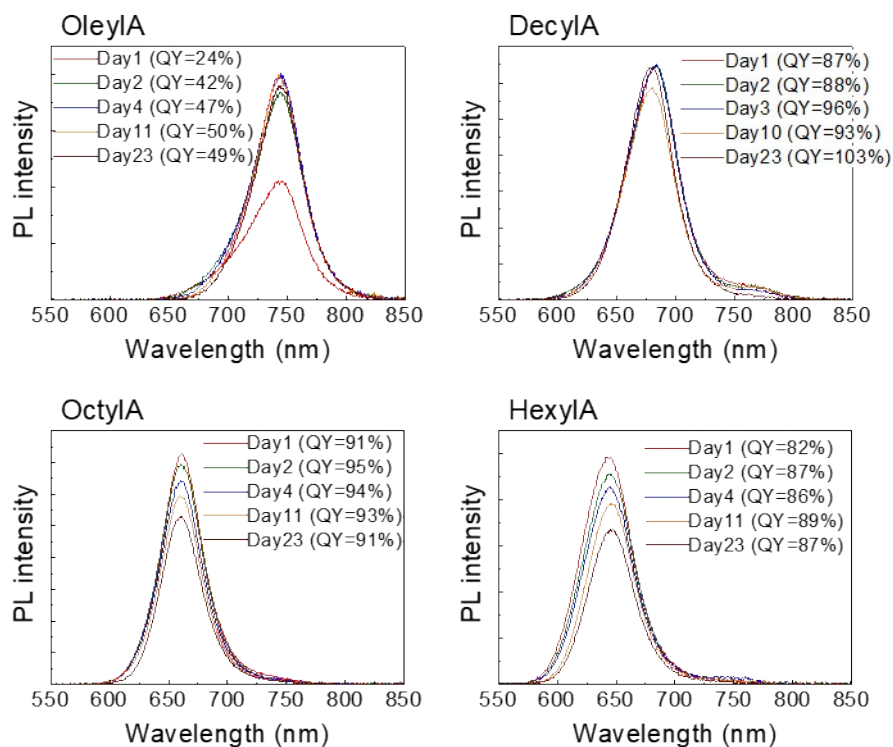 OleylA
Day1 (QY=24%)
Day2 (QY=42%)
Day4 (QY=47%)
Day11 (QY=50%)
Day23 (QY=49%)
PL intensity
550 600 650 700 750 800 850
Wavelength (nm)
DecylA
Day1 (QY=87%)
Day2 (QY=88%)
Day3 (QY=96%)
Day10 (QY=93%)
Day23 (QY=103%)
PL intensity
550 600 650 700 750 800 850
Wavelength (nm)
OctylA
Day1 (QY=91%)
Day2 (QY=95%)
Day4 (QY=94%)
Day11 (QY=93%)
Day23 (QY=91%)
PL intensity
550 600 650 700 750 800 850
Wavelength (nm)
HexylA
Day1 (QY=82%)
Day2 (QY=87%)
Day4 (QY=86%)
Day11 (QY=89%)
Day23 (QY=87%)
PL intensity
550 600 650 700 750 800 850
Wavelength (nm)